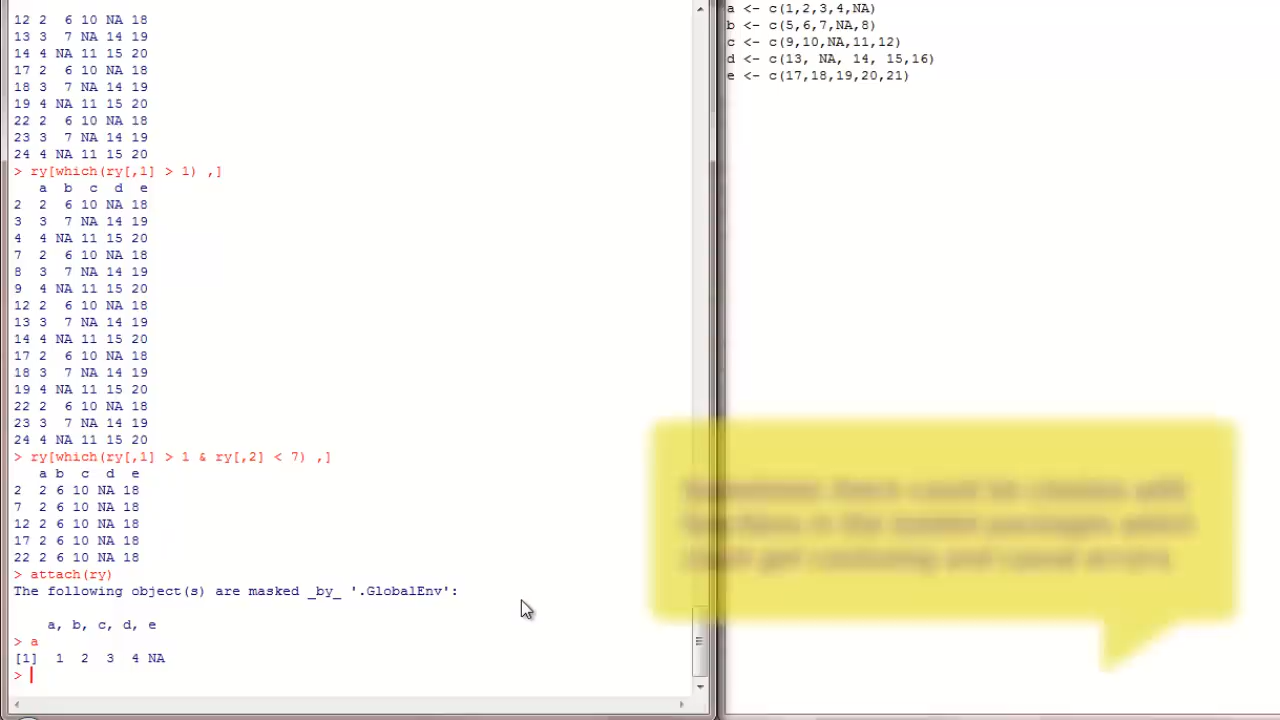 12 2 6 10 NA 18
13 3 7 NA 14 19
14 4 NA 11 15 20
17 2 6 10 NA 18
18 3 7 NA 14 19
19 4 NA 11 15 20
22 2 6 10 NA 18
23 3 7 NA 14 19
24 4 NA 11 15 20
> ry[which(ry[,1] > 1) ,]
a b c d e
2 2 6 10 NA 18
3 3 7 NA 14 19
4 4 NA 11 15 20
7 2 6 10 NA 18
8 3 7 NA 14 19
9 4 NA 11 15 20
12 2 6 10 NA 18
13 3 7 NA 14 19
14 4 NA 11 15 20
17 2 6 10 NA 18
18 3 7 NA 14 19
19 4 NA 11 15 20
22 2 6 10 NA 18
23 3 7 NA 14 19
24 4 NA 11 15 20
> ry[which(ry[,1] > 1 & ry[,2] < 7) ,]
a b c d e
2 2 6 10 NA 18
7 2 6 10 NA 18
12 2 6 10 NA 18
17 2 6 10 NA 18
22 2 6 10 NA 18
> attach(ry)
The following object(s) are masked _by_ '.GlobalEnv':
a, b, c, d, e
> a
[1] 1 2 3 4 NA
>
a <- c(1,2,3,4,NA)
b <- c(5,6,7,NA,8)
c <- c(9,10,NA,11,12)
d <- c(13, NA, 14, 15,16)
e <- c(17,18,19,20,21)